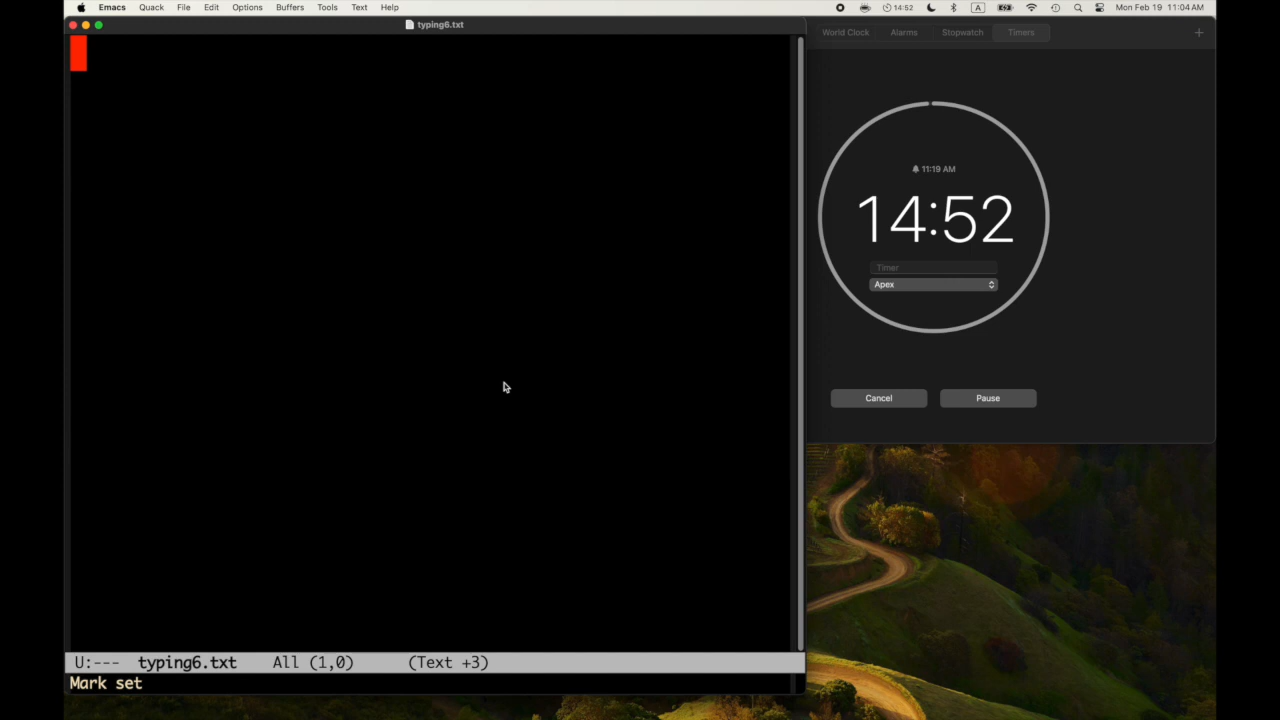 Emacs Quack File Edit Options Buffers Tools Text Help 14:52 A Mon Feb 19 11:04 AM
typing6.txt
World Clock Alarms Stopwatch Timers +
11:19 AM
14:52
Timer
Apex
Cancel Pause
U:--- typing6.txt All (1,0) (Text +3)
Mark set